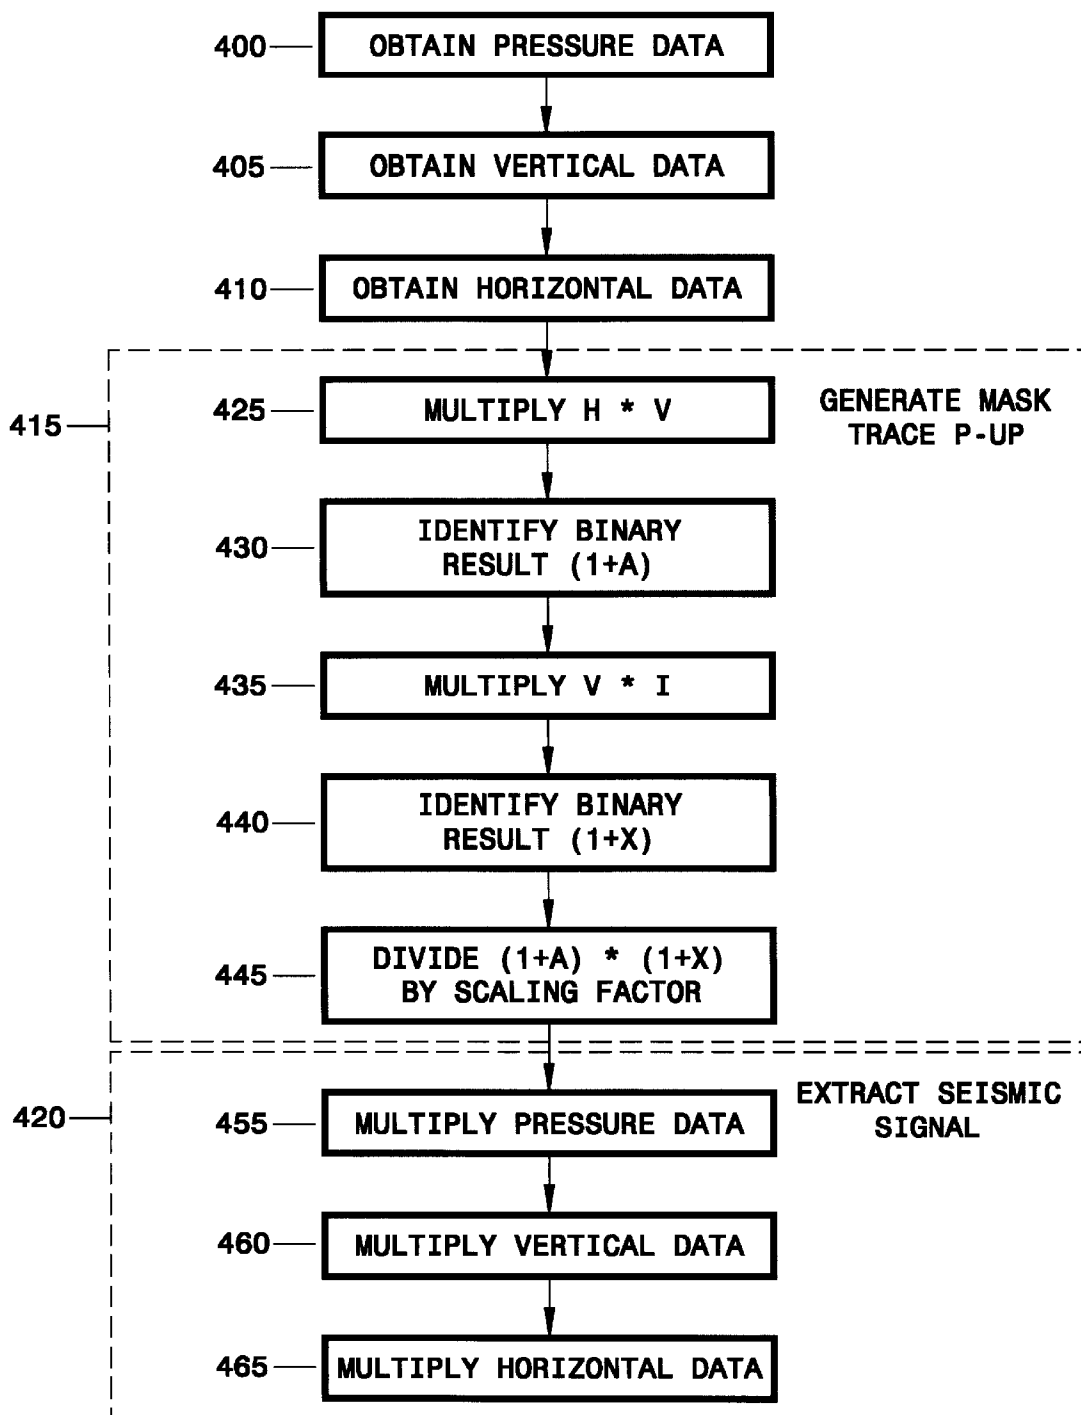 400
OBTAIN PRESSURE DATA
405
OBTAIN VERTICAL DATA
410
OBTAIN HORIZONTAL DATA
415
425
MULTIPLY H * V
GENERATE MASK
TRACE P-UP
430
IDENTIFY BINARY
RESULT (1+A)
435
MULTIPLY V * I
440
IDENTIFY BINARY
RESULT (1+X)
445
DIVIDE (1+A) * (1+X)
BY SCALING FACTOR
420
455
MULTIPLY PRESSURE DATA
EXTRACT SEISMIC
SIGNAL
460
MULTIPLY VERTICAL DATA
465
MULTIPLY HORIZONTAL DATA